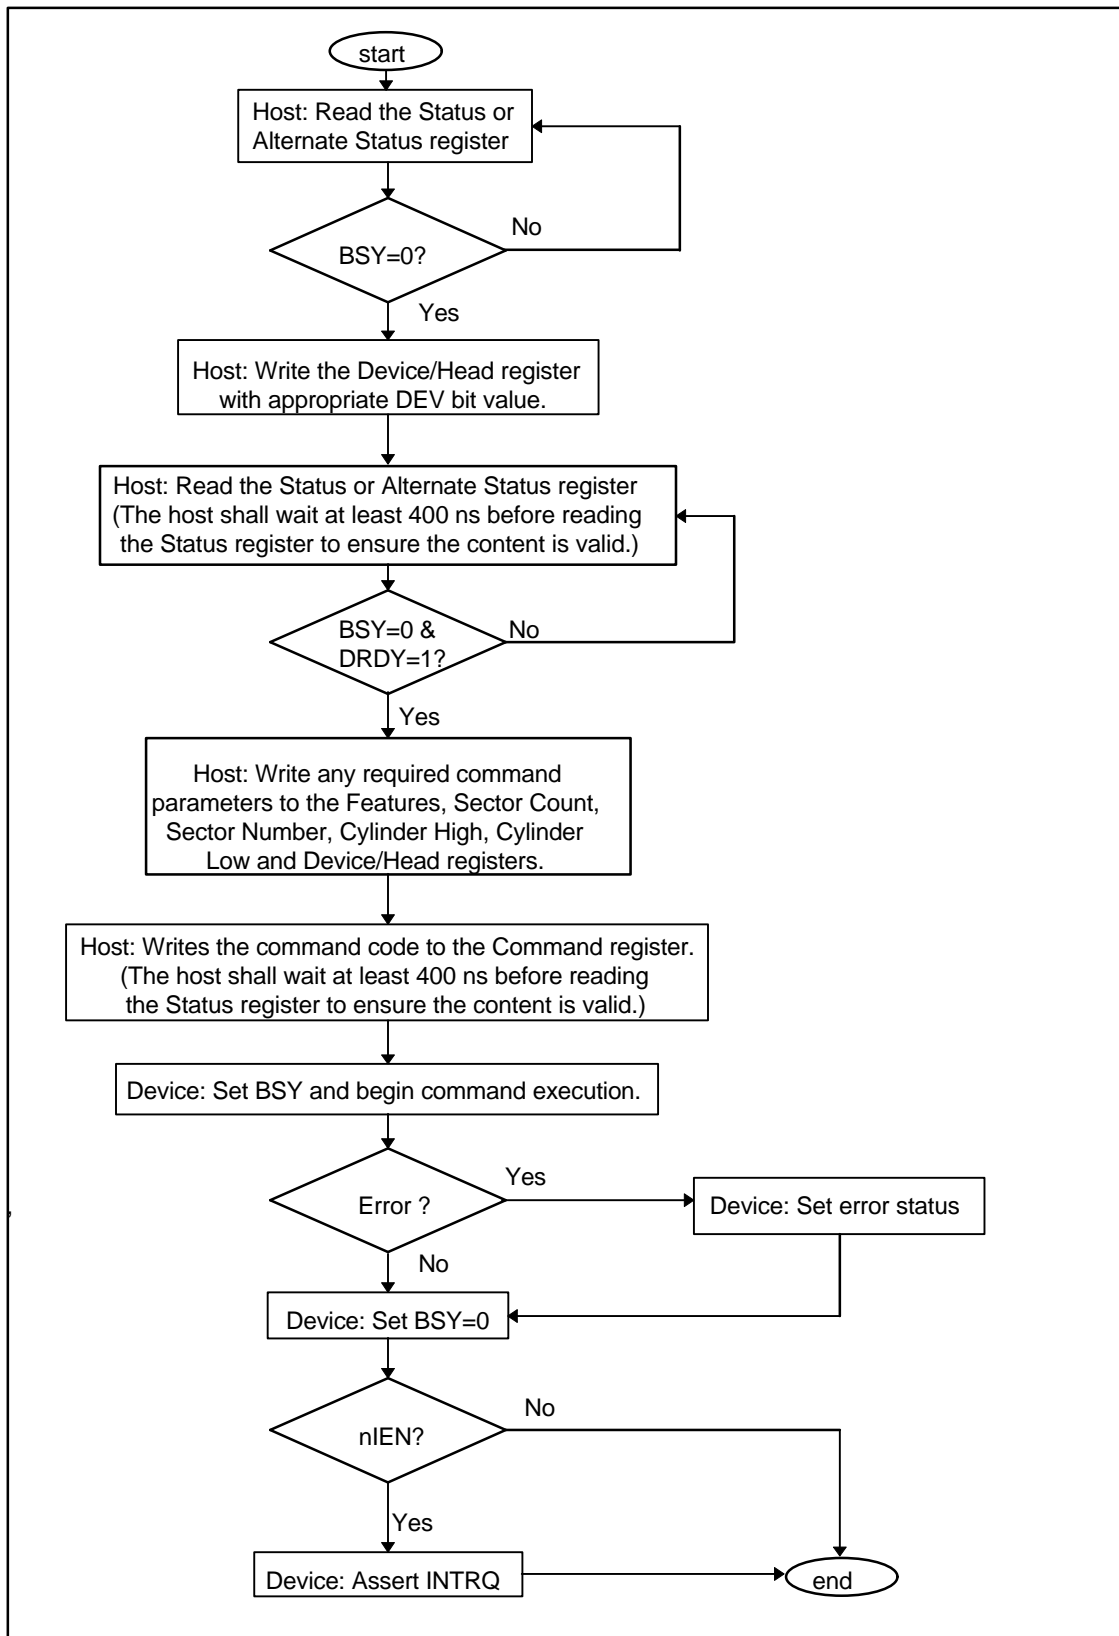 start
Host: Read the Status or
Alternate Status register
No
BSY=0?
Yes
Host: Write the Device/Head register
with appropriate DEV bit value.
Host: Read the Status or Alternate Status register
(The host shall wait at least 400 ns before reading
the Status register to ensure the content is valid.)
BSY=0 &
DRDY=1?
No
Yes
Host: Write any required command
parameters to the Features, Sector Count,
Sector Number, Cylinder High, Cylinder
Low and Device/Head registers.
Host: Writes the command code to the Command register.
(The host shall wait at least 400 ns before reading
the Status register to ensure the content is valid.)
Device: Set BSY and begin command execution.
Yes
Error ?
Device: Set error status
,
No
Device: Set BSY=0
No
nIEN?
Yes
Device: Assert INTRQ
end